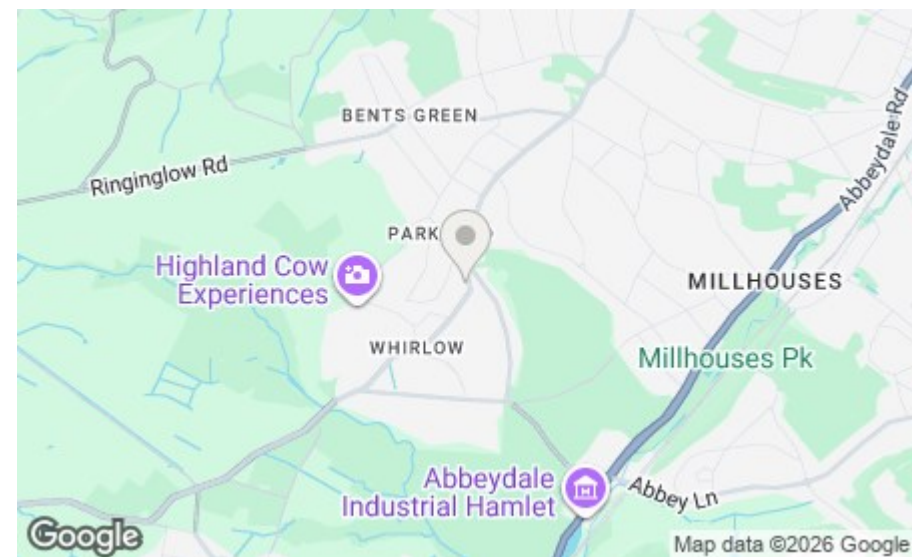 BENTS GREEN
Abbeydale Rd
Ringinglow Rd
PARK
Highland Cow
Experiences
MILLHOUSES
WHIRLOW
Millhouses Pk
Abbeydale
Industrial Hamlet
Abbey Ln
Google
Map data ©2026 Google